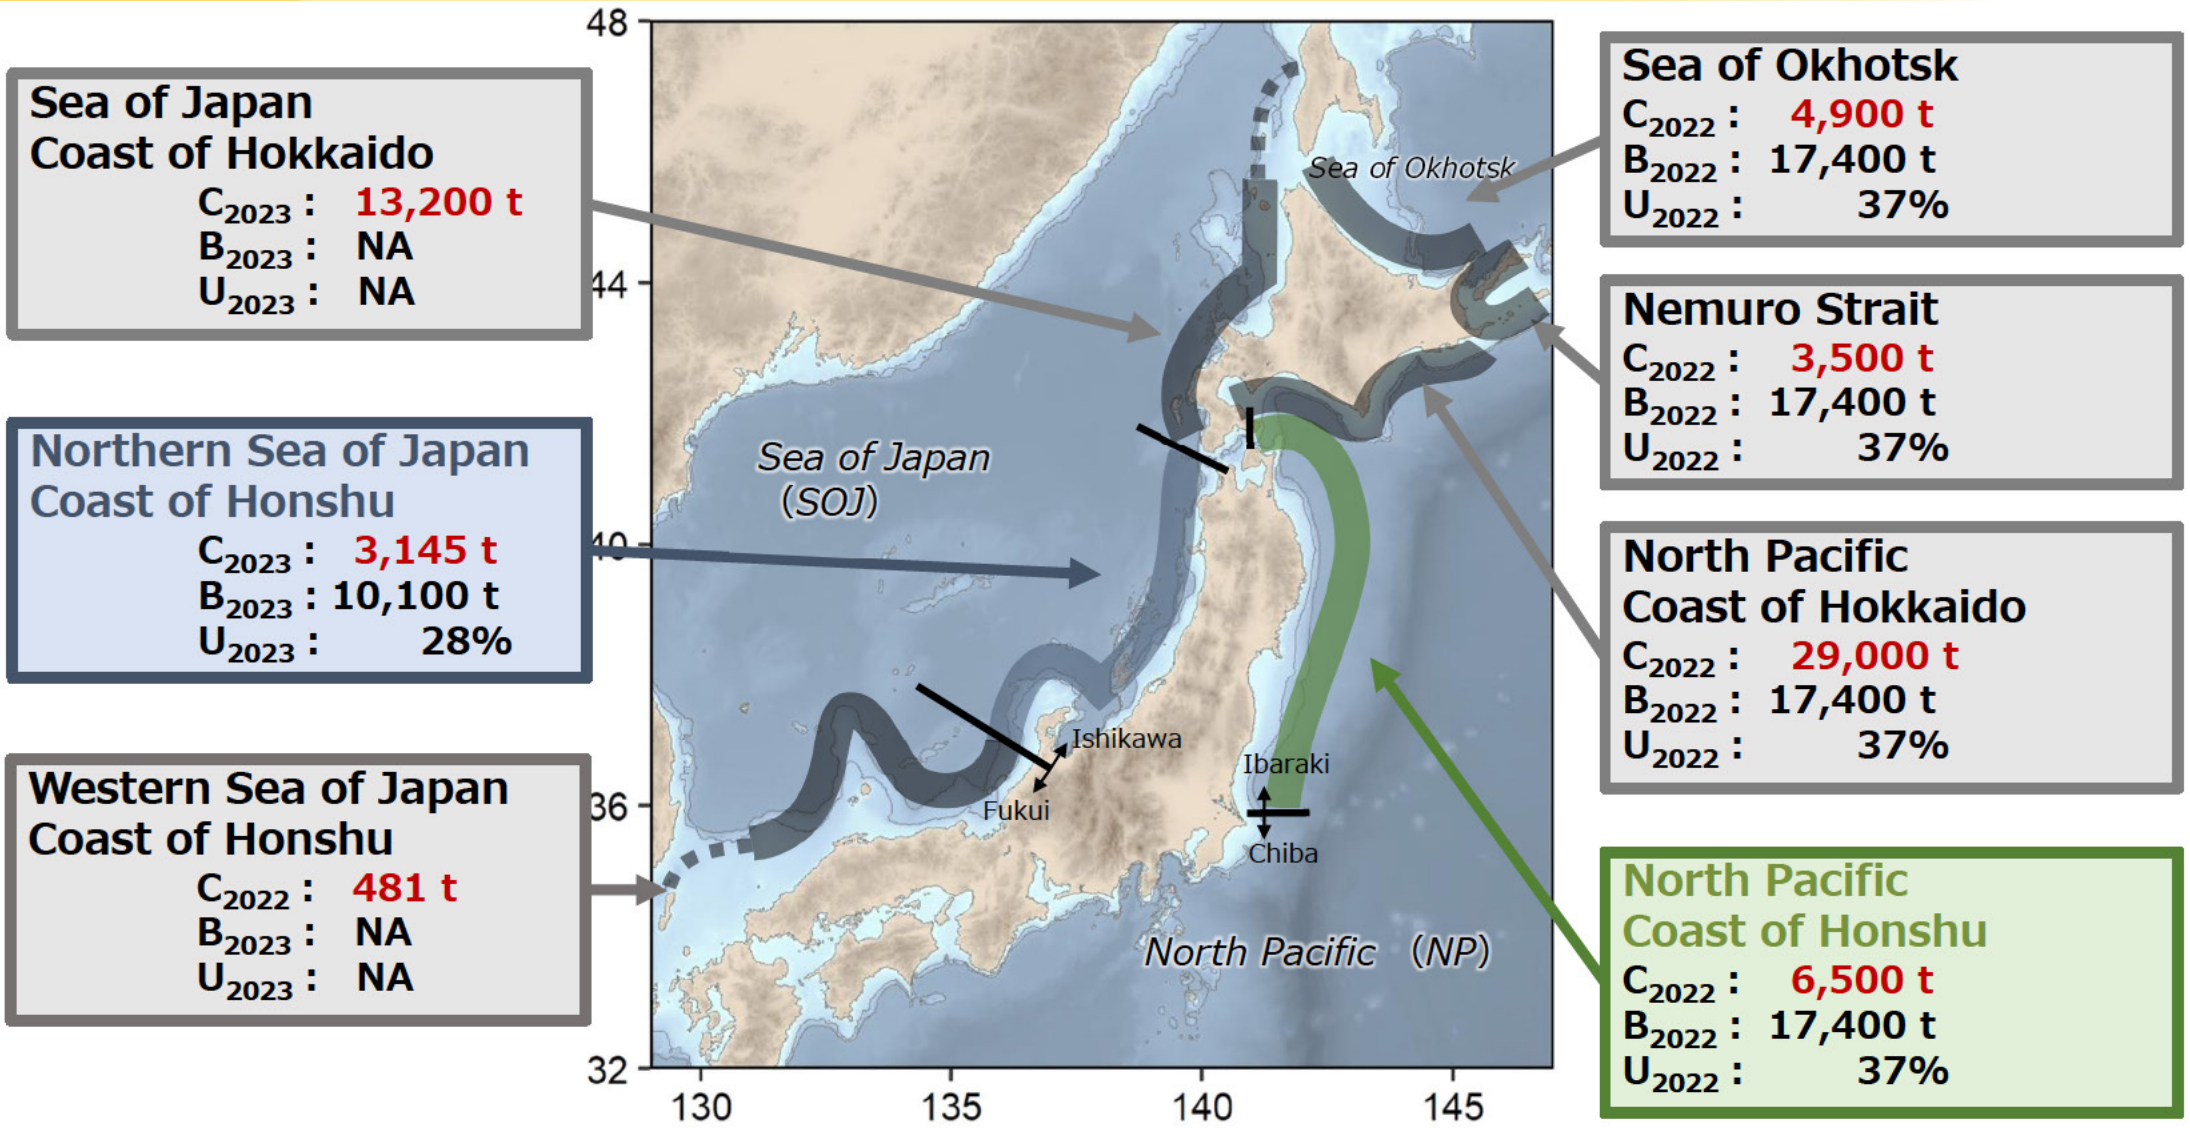 Sea of Japan
Coast of Hokkaido
C2023 : 13,200 t
B2023 : NA
U2023 : NA
Northern Sea of Japan
Coast of Honshu
C2023 : 3,145 t
B2023 : 10,100 t
U2023 : 28%
Western Sea of Japan
Coast of Honshu
C2022 : 481 t
B2023 : NA
U2023 : NA
48
44
40
36
32
130
135
140
145
Sea of Okhotsk
Sea of Japan
(SOJ)
Ishikawa
Fukui
Ibaraki
Chiba
North Pacific (NP)
Sea of Okhotsk
C2022 : 4,900 t
B2022 : 17,400 t
U2022 : 37%
Nemuro Strait
C2022 : 3,500 t
B2022 : 17,400 t
U2022 : 37%
North Pacific
Coast of Hokkaido
C2022 : 29,000 t
B2022 : 17,400 t
U2022 : 37%
North Pacific
Coast of Honshu
C2022 : 6,500 t
B2022 : 17,400 t
U2022 : 37%